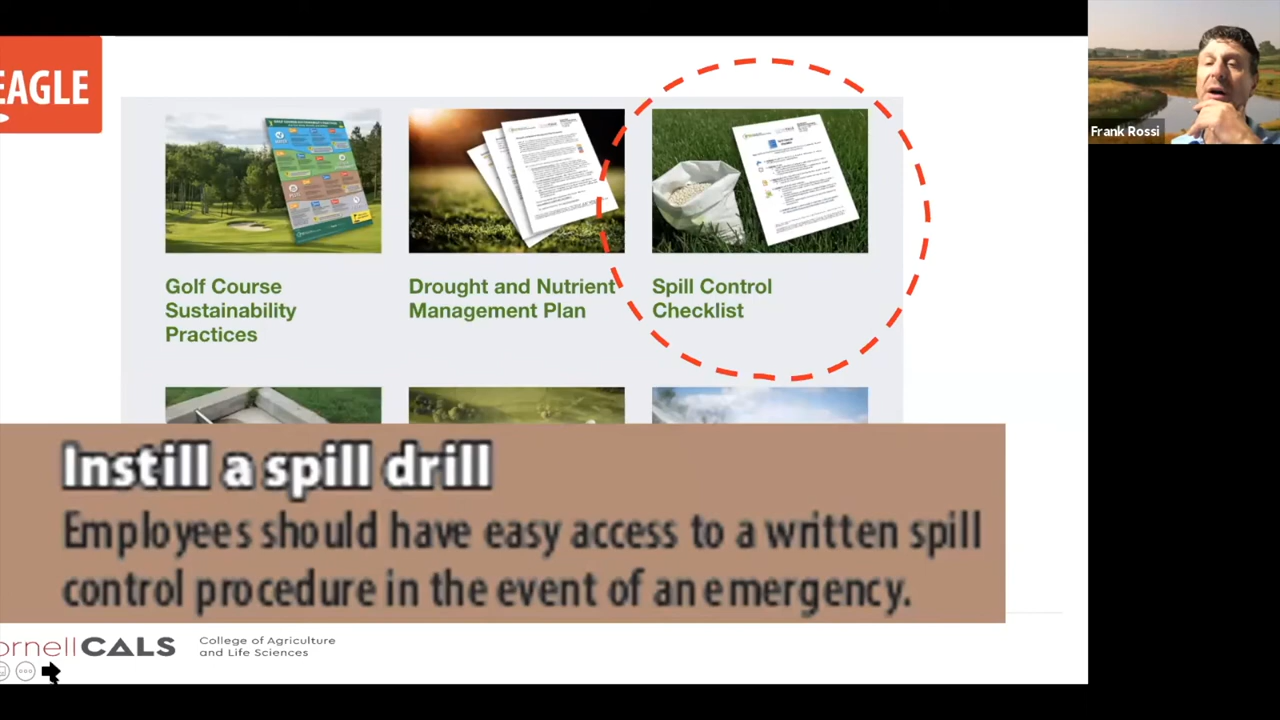 EAGLE
Frank Rossi
Golf Course
Sustainability
Practices
Drought and Nutrient
Management Plan
Spill Control
Checklist
Instill a spill drill
Employees should have easy access to a written spill
control procedure in the event of an emergency.
ornellCALS
College of Agriculture
and Life Sciences